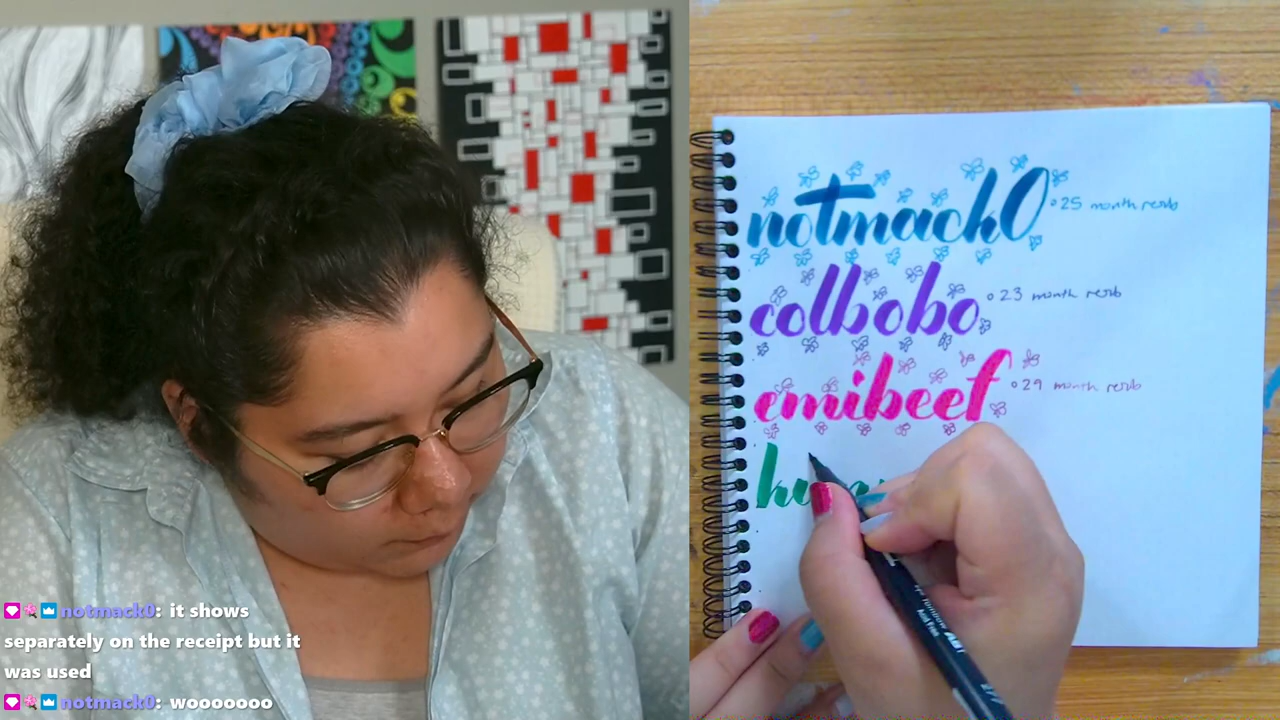 notmack0: it shows
separately on the receipt but it
was used
notmack0: wooooooo
notmack0 25 month resub
colbobo 23 month resub
emibeef 29 month resub